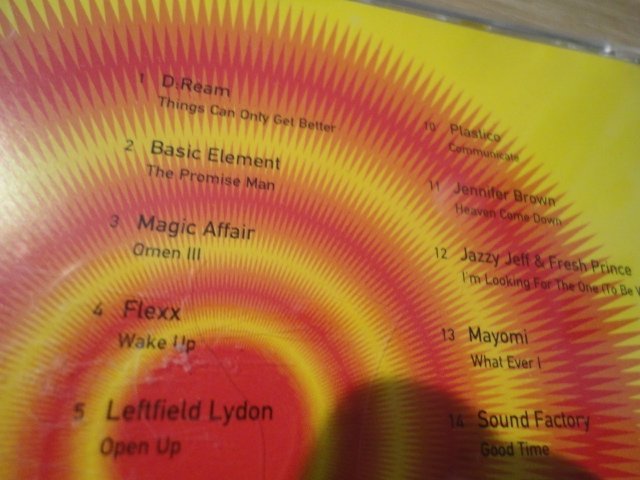 1 D.Ream
Things Can Only Get Better
2 Basic Element
The Promise Man
3 Magic Affair
Omen III
4 Flexx
Wake Up
5 Leftfield Lydon
Open Up
10 Plastico
Communicate
11 Jennifer Brown
Heaven Come Down
12 Jazzy Jeff & Fresh Prince
I'm Looking For The One (To Be
13 Mayomi
What Ever I
14 Sound Factory
Good Time